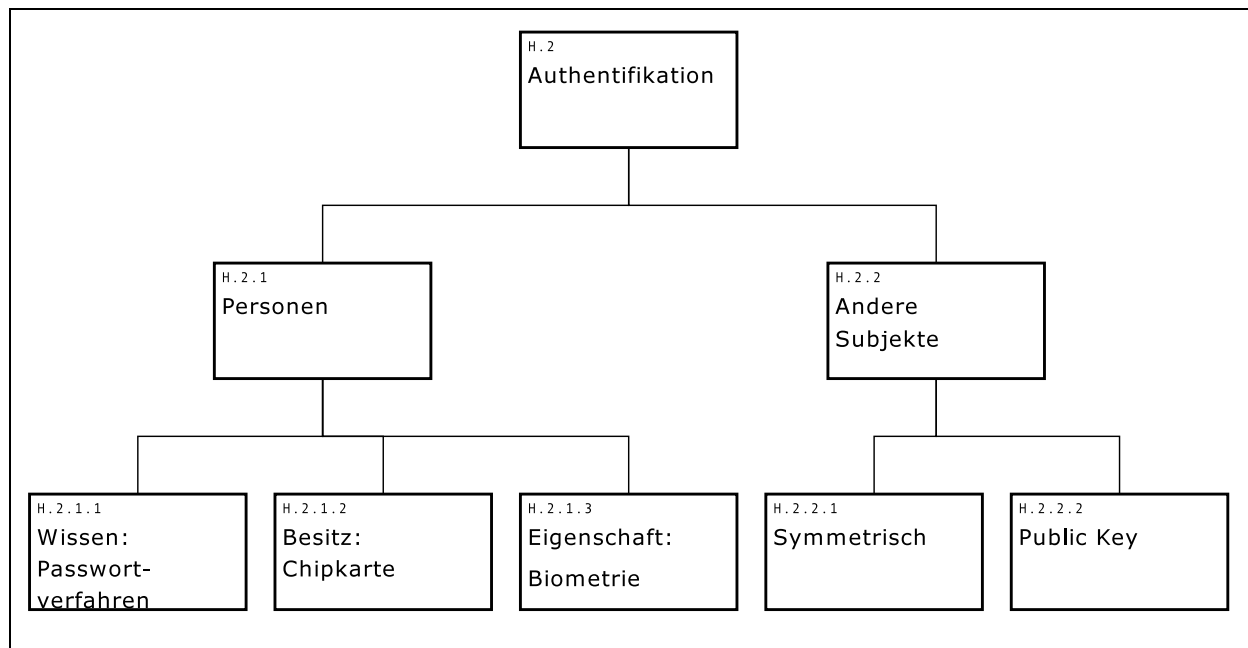 H.2
Authentifikation
H.2.1
Personen
H.2.2
Andere
Subjekte
H.2.1.1
Wissen:
Passwort-
verfahren
H.2.1.2
Besitz:
Chipkarte
H.2.1.3
Eigenschaft:
Biometrie
H.2.2.1
Symmetrisch
H.2.2.2
Public Key